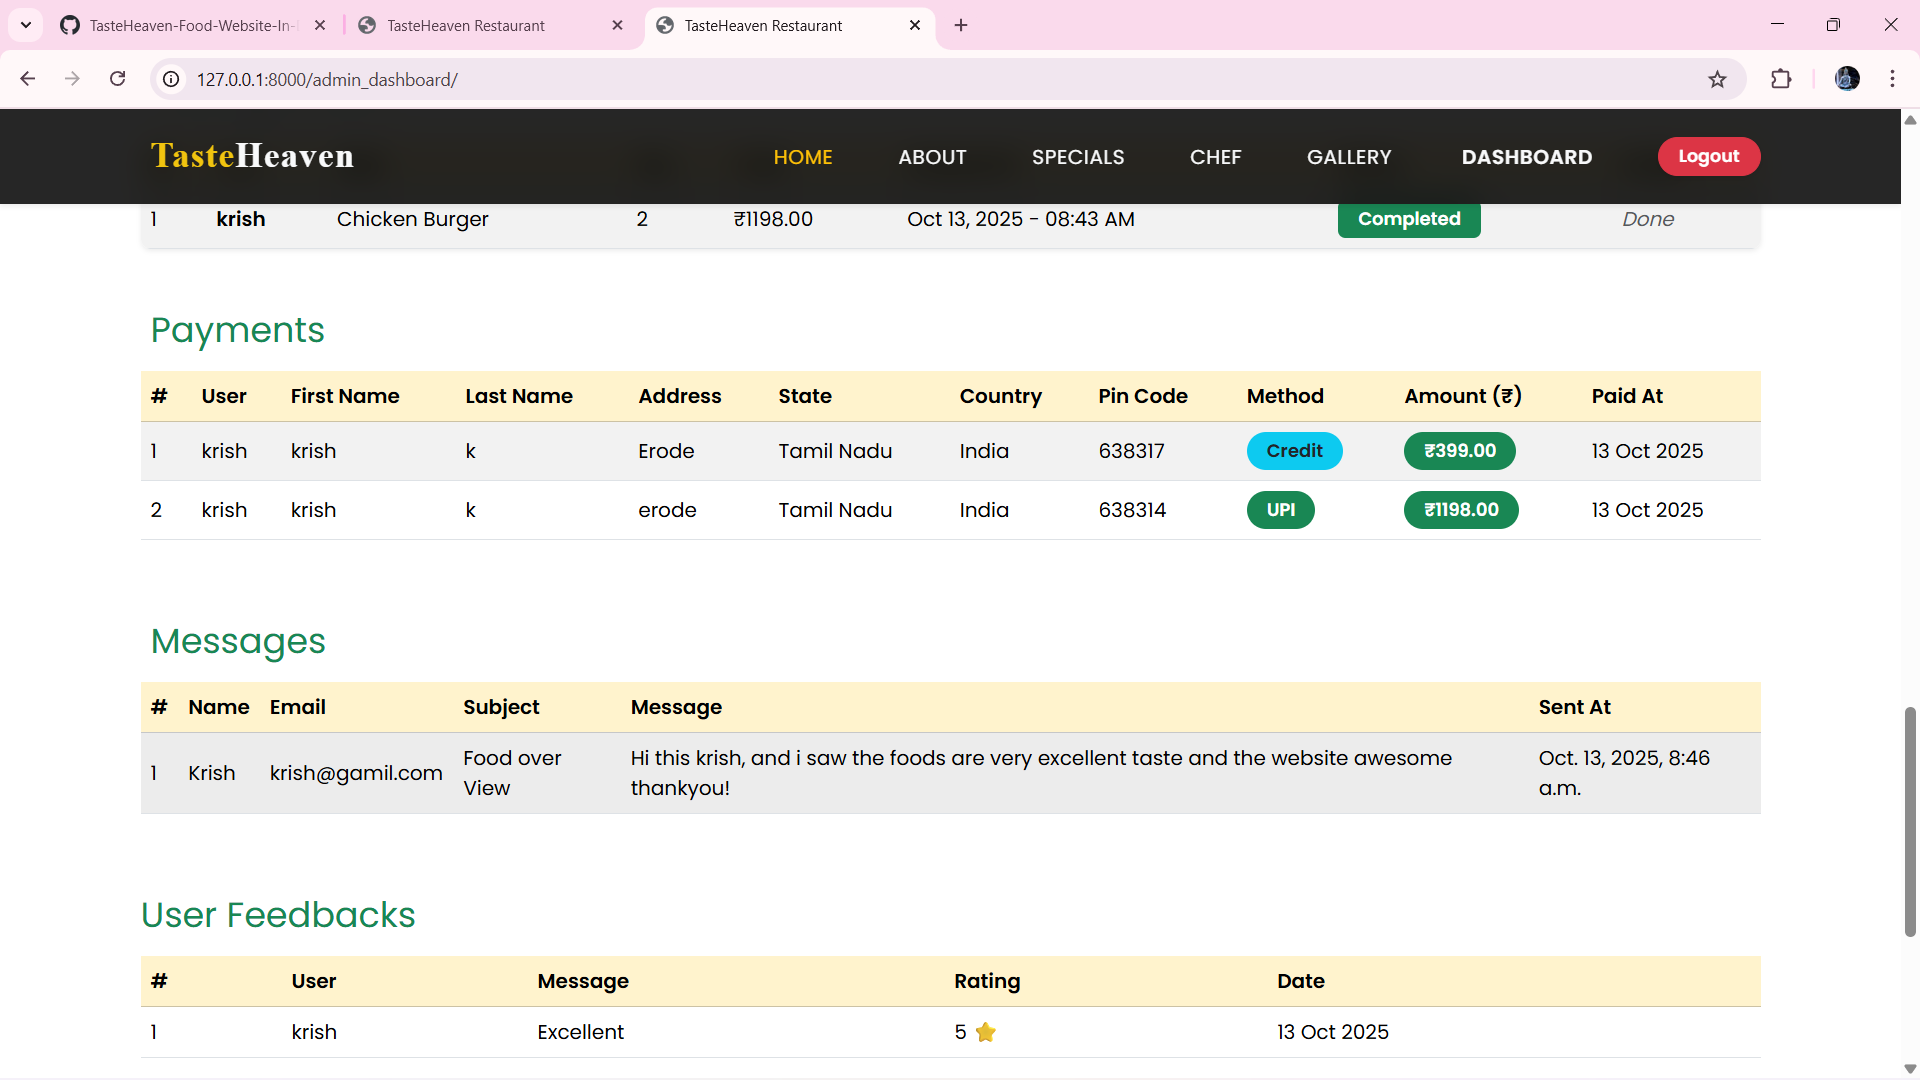 TasteHeaven-Food-Website-In-
TasteHeaven Restaurant
TasteHeaven Restaurant
127.0.0.1:8000/admin_dashboard/
TasteHeaven HOME ABOUT SPECIALS CHEF GALLERY DASHBOARD Logout
1 krish Chicken Burger 2 ₹1198.00 Oct 13, 2025 - 08:43 AM Completed Done
Payments
# User First Name Last Name Address State Country Pin Code Method Amount (₹) Paid At
1 krish krish k Erode Tamil Nadu India 638317 Credit ₹399.00 13 Oct 2025
2 krish krish k erode Tamil Nadu India 638314 UPI ₹1198.00 13 Oct 2025
Messages
# Name Email Subject Message Sent At
1 Krish krish@gamil.com Food over View Hi this krish, and i saw the foods are very excellent taste and the website awesome thankyou! Oct. 13, 2025, 8:46 a.m.
User Feedbacks
# User Message Rating Date
1 krish Excellent 5 ⭐ 13 Oct 2025